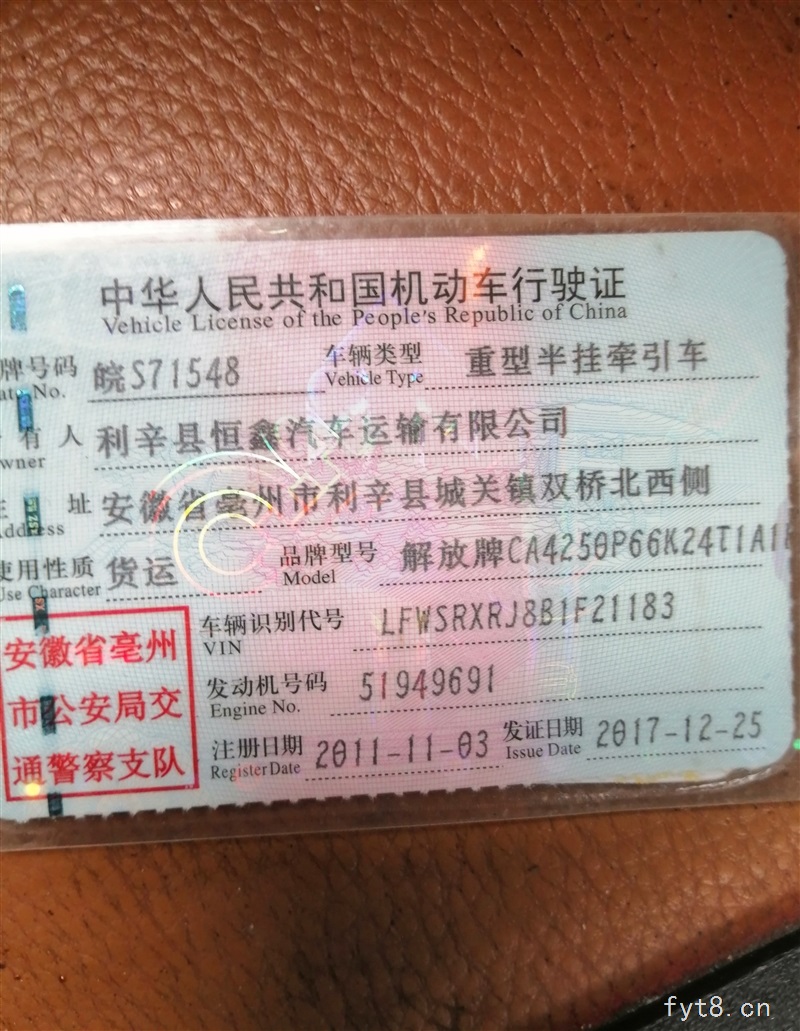 中华人民共和国机动车行驶证
Vehicle License of the People's Republic of China
牌号码 皖S71548 车辆类型 重型半挂牵引车
No. Vehicle Type
有人 利辛县恒鑫汽车运输有限公司
wner
址 安徽省亳州市利辛县城关镇双桥北西侧
ddress
使用性质 货运 品牌型号 解放牌CA4250P66K24T1A1
Use Character Model
车辆识别代号 LFWSRXRJ8B1F21183
VIN
安徽省亳州
市公安局交
通警察支队
发动机号码 51949691
Engine No.
注册日期 2011-11-03 发证日期 2017-12-25
Register Date Issue Date
fyt8.cn